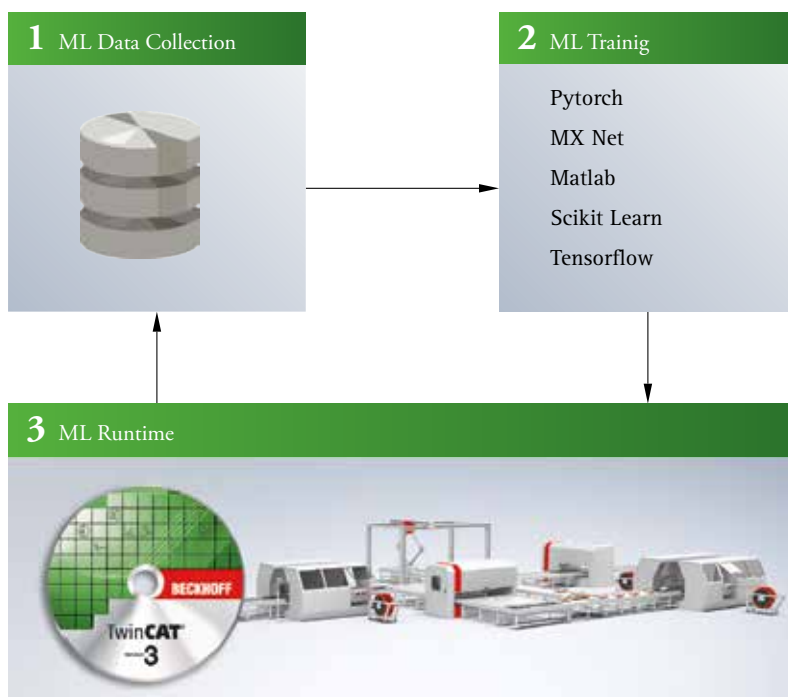 1 ML Data Collection
2 ML Trainig
Pytorch
MX Net
Matlab
Scikit Learn
Tensorflow
3 ML Runtime
BECKHOFF
TwinCAT
3